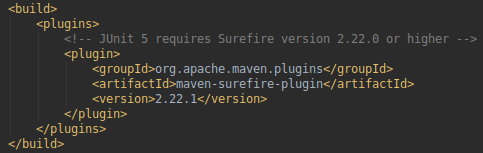 <build>
<plugins>
<!-- JUnit 5 requires Surefire version 2.22.0 or higher -->
<plugin>
<groupId>org.apache.maven.plugins</groupId>
<artifactId>maven-surefire-plugin</artifactId>
<version>2.22.1</version>
</plugin>
</plugins>
</build>